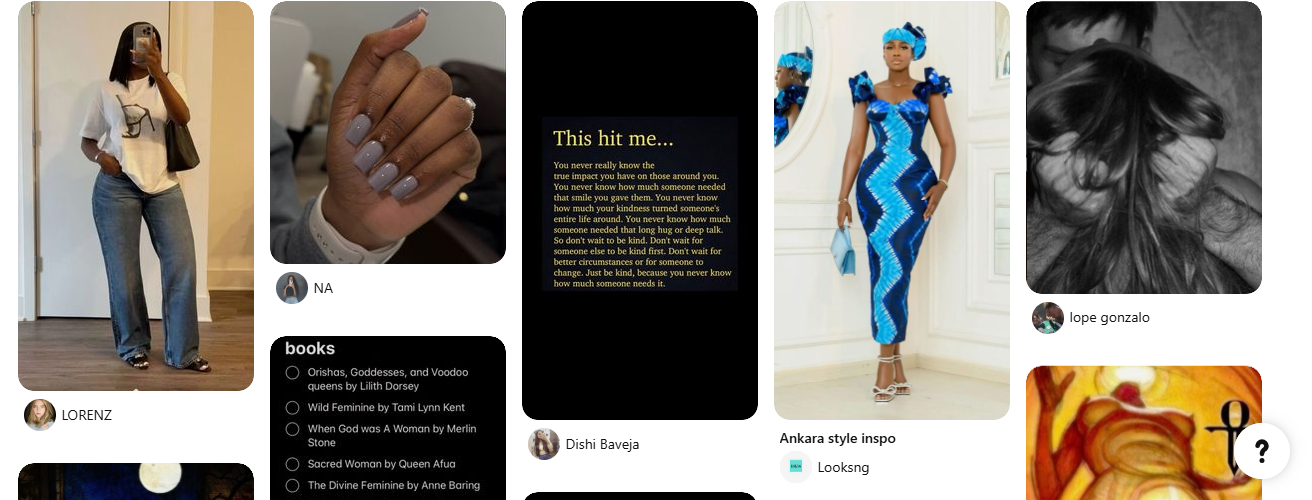 This hit me...
You never really know the
true impact you have on those around you.
You never know how much someone needed
that smile you gave them. You never know
how much your kindness turned someone's
entire life around. You never know how much
someone needed that long hug or deep talk.
So don't wait to be kind. Don't wait for
someone else to be kind first. Don't wait for
better circumstances or for someone to
change. Just be kind, because you never know
how much someone needs it.
NA
lope gonzalo
books
Orishas, Goddesses, and Voodoo
queens by Lilith Dorsey
Wild Feminine by Tami Lynn Kent
When God was A Woman by Merlin
Stone
Sacred Woman by Queen Afua
The Divine Feminine by Anne Baring
LORENZ
Dishi Baveja
Ankara style inspo
Looksng
?